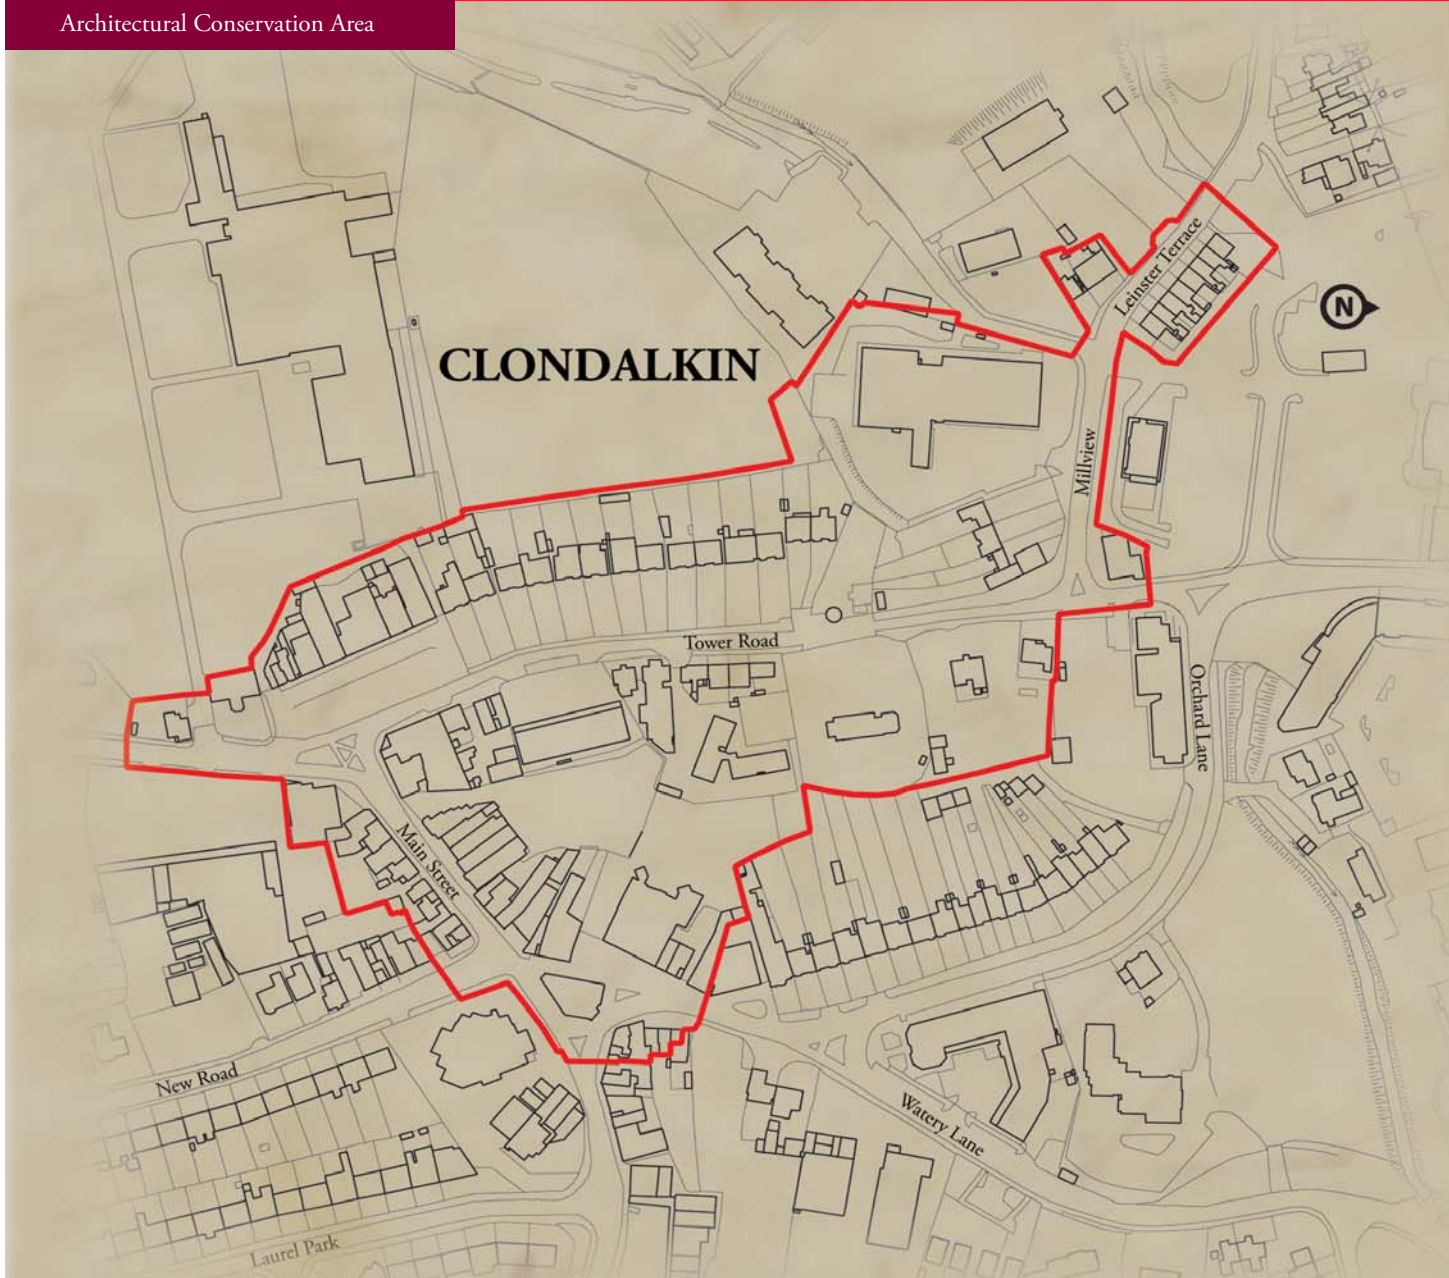 Architectural Conservation Area
Leinster Terrace
N
CLONDALKIN
Millview
Tower Road
Orchard Lane
Main Street
New Road
Watery Lane
Laurel Park